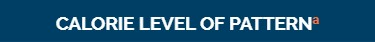 CALORIE LEVEL OF PATTERNᵃ